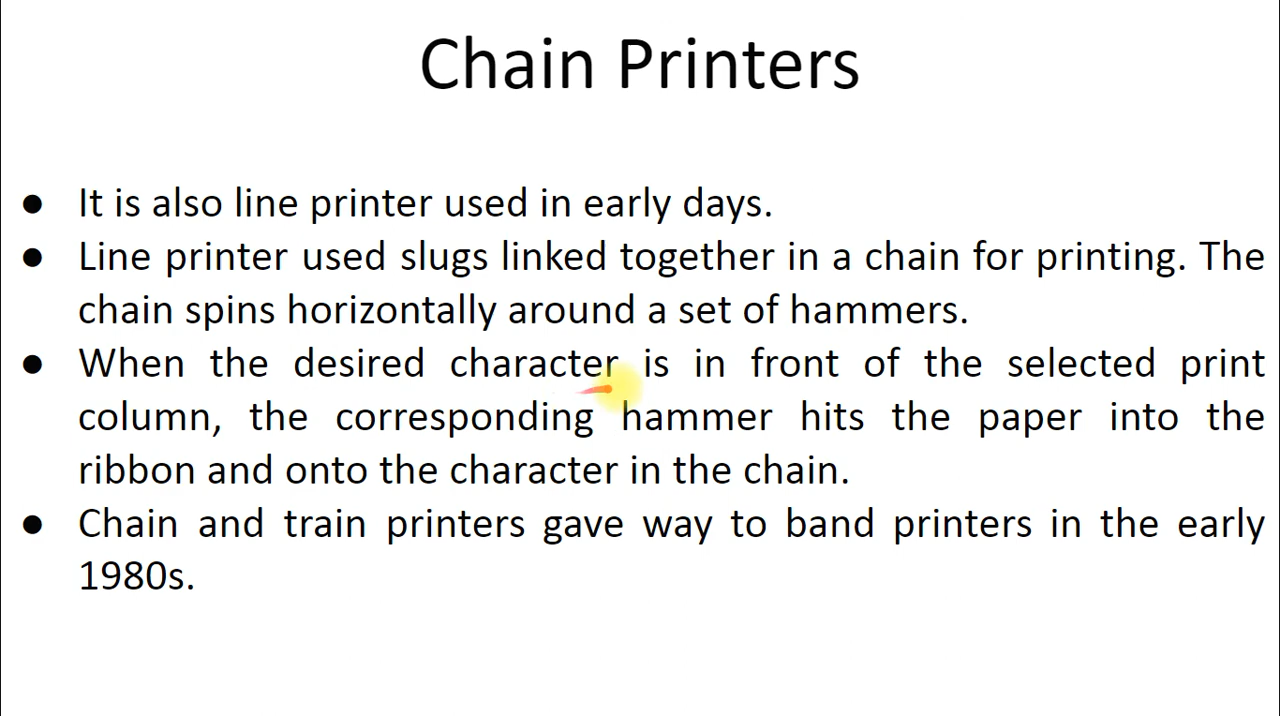 Chain Printers
● It is also line printer used in early days.
● Line printer used slugs linked together in a chain for printing. The
chain spins horizontally around a set of hammers.
● When the desired character is in front of the selected print
column, the corresponding hammer hits the paper into the
ribbon and onto the character in the chain.
● Chain and train printers gave way to band printers in the early
1980s.